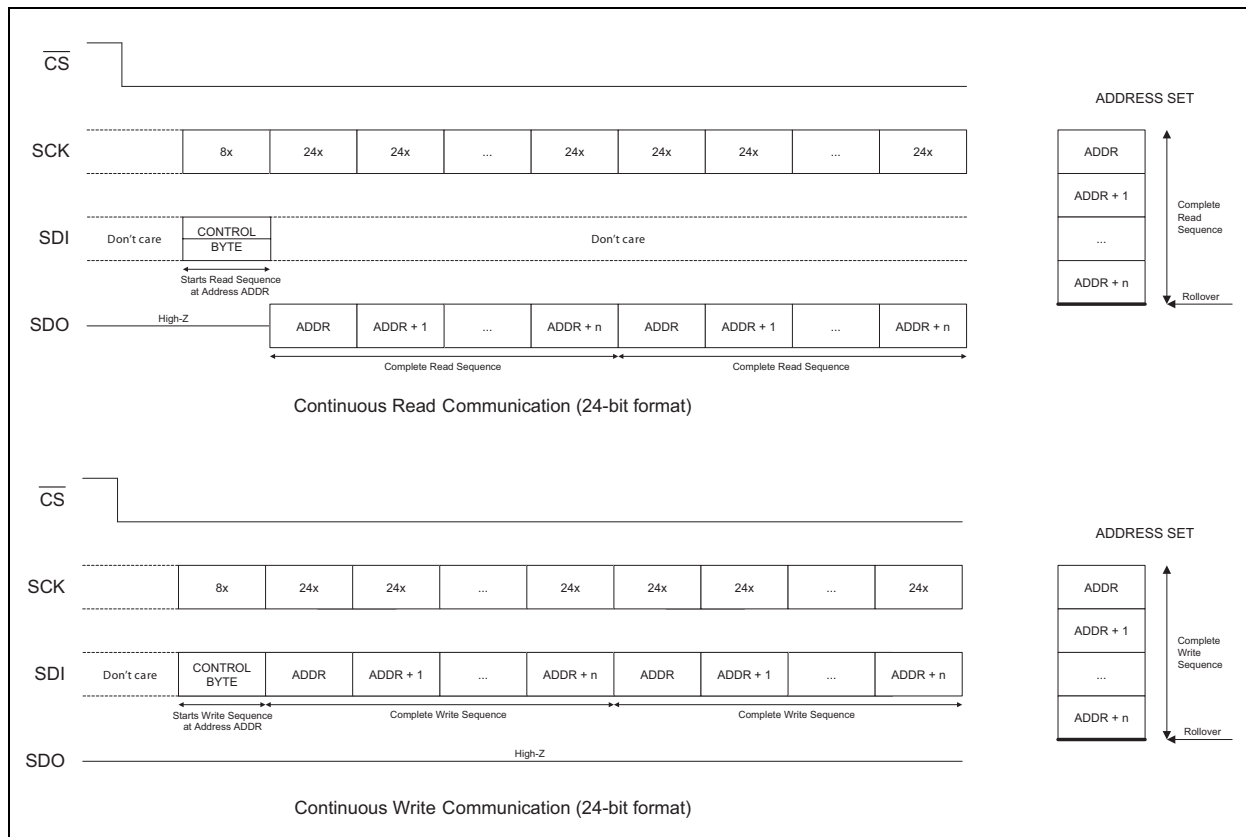 CS
ADDRESS SET
SCK 8x 24x 24x ... 24x 24x 24x ... 24x
ADDR
ADDR + 1
...
ADDR + n
Complete
Read
Sequence
Rollover
SDI Don't care CONTROL
BYTE
Don't care
Starts Read Sequence
at Address ADDR
SDO High-Z ADDR ADDR + 1 ... ADDR + n ADDR ADDR + 1 ... ADDR + n
Complete Read Sequence Complete Read Sequence
Continuous Read Communication (24-bit format)
CS
ADDRESS SET
SCK 8x 24x 24x ... 24x 24x 24x ... 24x
ADDR
ADDR + 1
...
ADDR + n
Complete
Write
Sequence
Rollover
SDI Don't care CONTROL
BYTE
ADDR ADDR + 1 ... ADDR + n ADDR ADDR + 1 ... ADDR + n
Starts Write Sequence
at Address ADDR
Complete Write Sequence Complete Write Sequence
SDO High-Z
Continuous Write Communication (24-bit format)